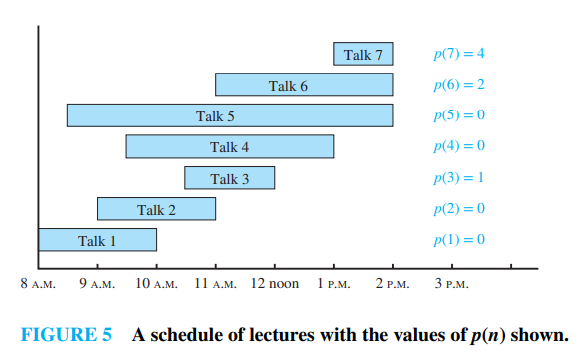 Talk 7 p(7) = 4
Talk 6 p(6) = 2
Talk 5 p(5) = 0
Talk 4 p(4) = 0
Talk 3 p(3) = 1
Talk 2 p(2) = 0
Talk 1 p(1) = 0
8 A.M. 9 A.M. 10 A.M. 11 A.M. 12 noon 1 P.M. 2 P.M. 3 P.M.
FIGURE 5 A schedule of lectures with the values of p(n) shown.